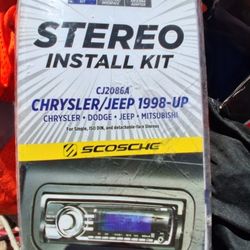 STEREO
INSTALL KIT
CJ2086A
CHRYSLER/JEEP 1998-UP
CHRYSLER • DODGE • JEEP • MITSUBISHI
For Single, ISO DIN, and detachable-face Stereos
SCOSCHE